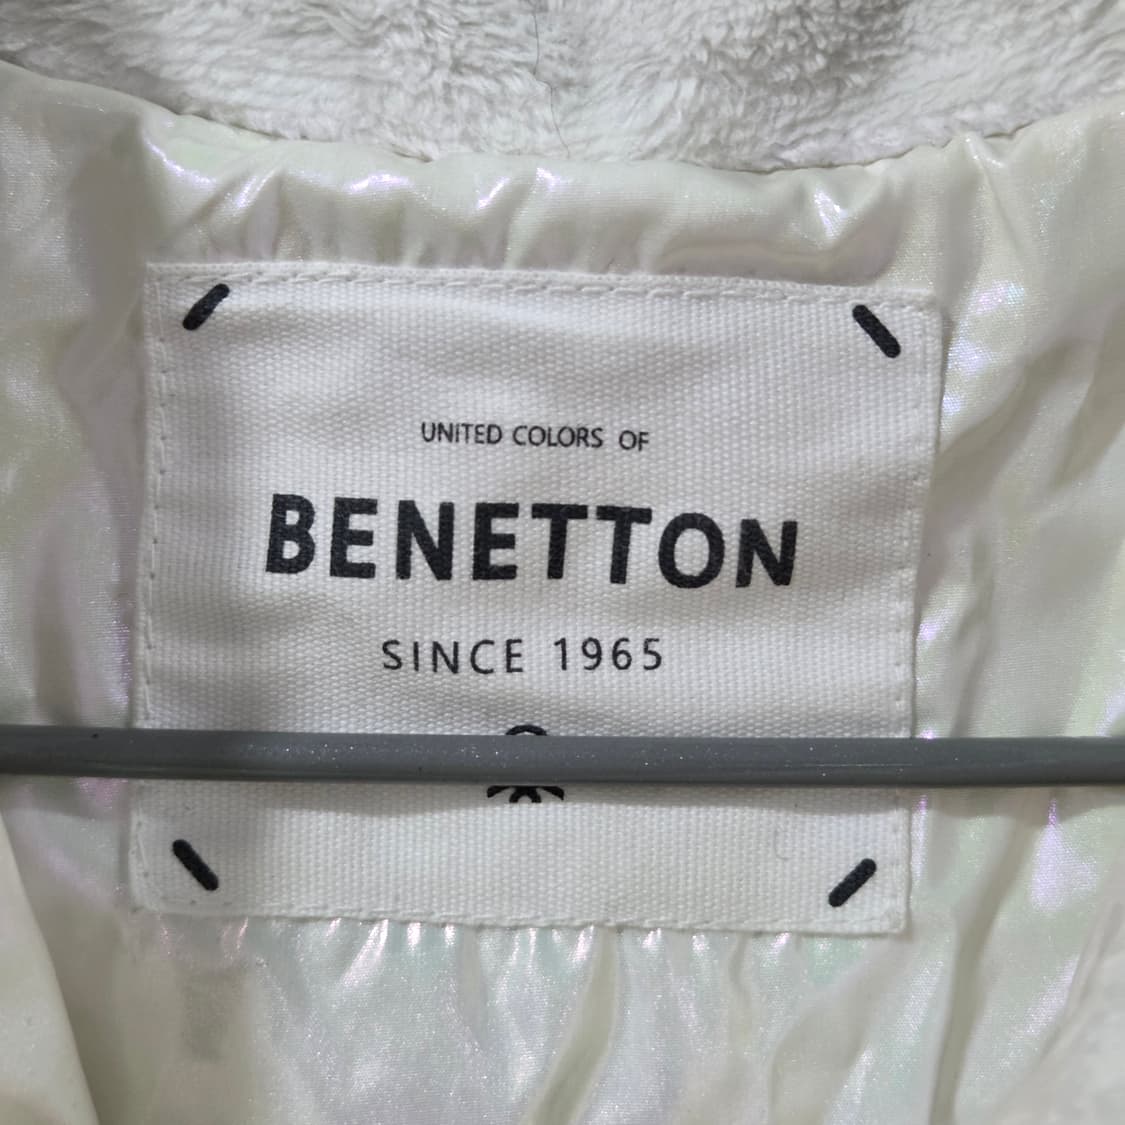 UNITED COLORS OF
BENETTON
SINCE 1965